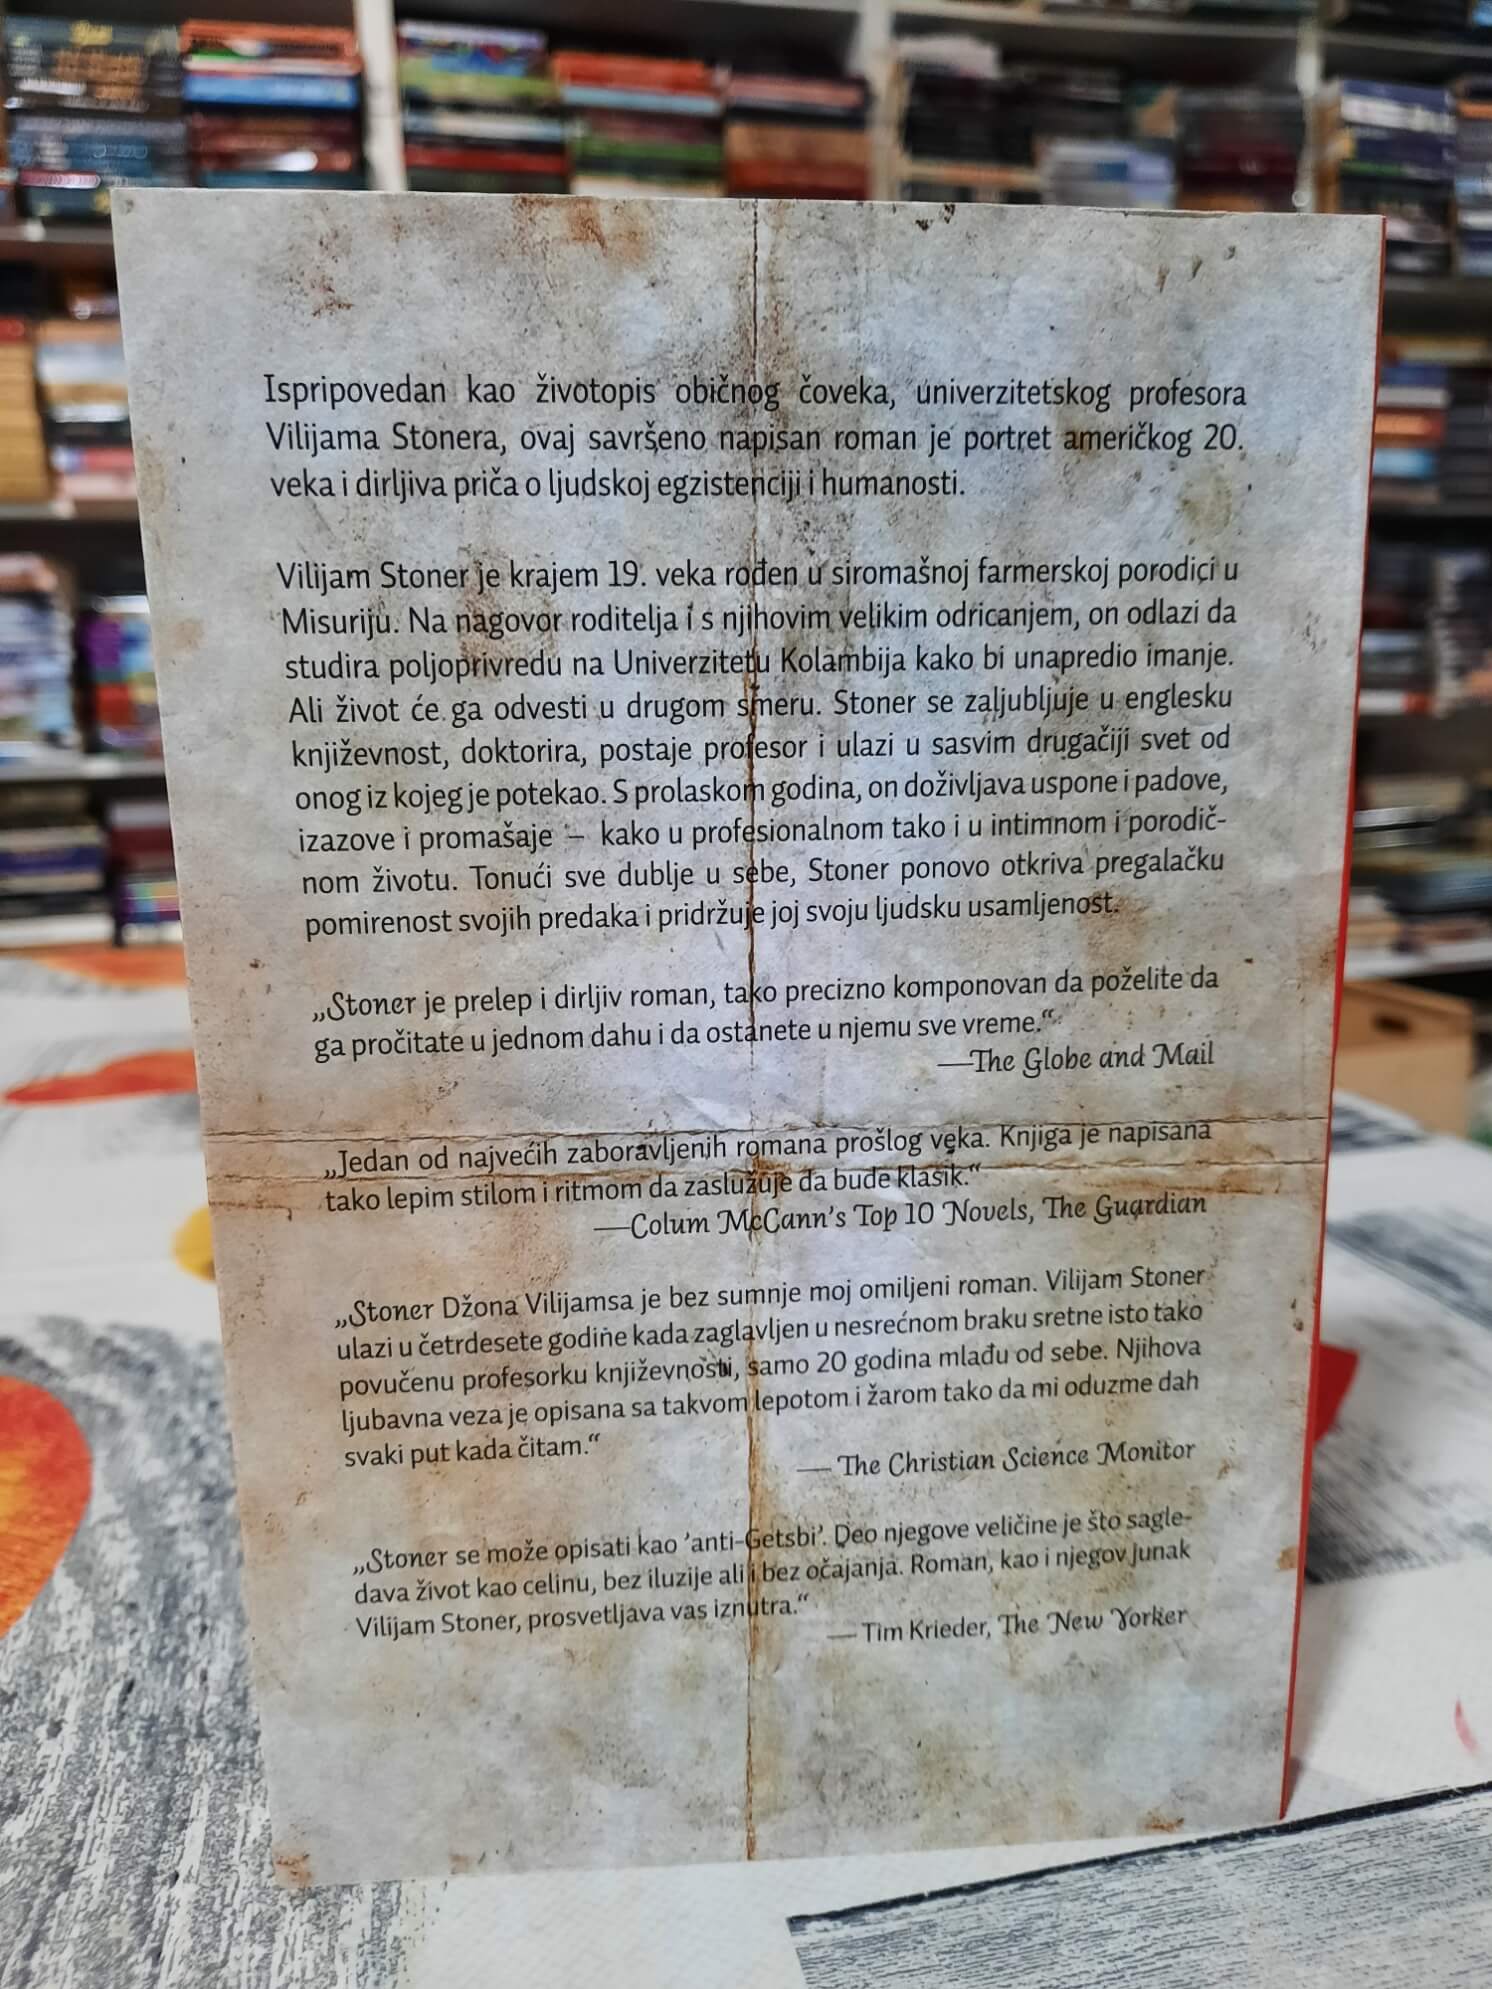 Ispripovedan kao životopis običnog čoveka, univerzitetskog profesora
Vilijama Stonera, ovaj savršeno napisan roman je portret američkog 20.
veka i dirljiva priča o ljudskoj egzistenciji i humanosti.
Vilijam Stoner je krajem 19. veka rođen u siromašnoj farmerskoj porodici u
Misuriju. Na nagovor roditelja i s njihovim velikim odricanjem, on odlazi da
studira poljoprivredu na Univerzitetu Kolambija kako bi unapredio imanje.
Ali život će ga odvesti u drugom smeru. Stoner se zaljubljuje u englesku
književnost, doktorira, postaje profesor i ulazi u sasvim drugačiji svet od
onog iz kojeg je potekao. S prolaskom godina, on doživljava uspone i padove,
izazove i promašaje – kako u profesionalnom tako i u intimnom i porodič-
nom životu. Tonući sve dublje u sebe, Stoner ponovo otkriva pregalačku
pomirenost svojih predaka i pridržuje joj svoju ljudsku usamljenost.
„Stoner je prelep i dirljiv roman, tako precizno komponovan da poželite da
ga pročitate u jednom dahu i da ostanete u njemu sve vreme.“
—The Globe and Mail
„Jedan od najvećih zaboravljenih romana prošlog veka. Knjiga je napisana
tako lepim stilom i ritmom da zaslužuje da bude klasik.“
—Colum McCann's Top 10 Novels, The Guardian
„Stoner Džona Vilijamsa je bez sumnje moj omiljeni roman. Vilijam Stoner
ulazi u četrdesete godine kada zaglavljen u nesrećnom braku sretne isto tako
povučenu profesorku književnosti, samo 20 godina mlađu od sebe. Njihova
ljubavna veza je opisana sa takvom lepotom i žarom tako da mi oduzme dah
svaki put kada čitam.“
— The Christian Science Monitor
„Stoner se može opisati kao ’anti-Getsbi’. Deo njegove veličine je što sagle-
dava život kao celinu, bez iluzije ali i bez očajanja. Roman, kao i njegov junak
Vilijam Stoner, prosvetljava vas iznutra.“
— Tim Krieder, The New Yorker